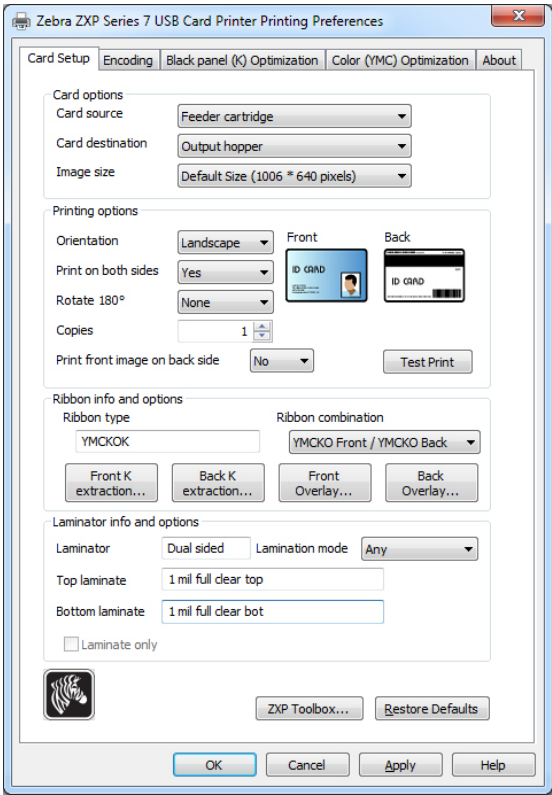 Zebra ZXP Series 7 USB Card Printer Printing Preferences
Card Setup Encoding Black panel (K) Optimization Color (YMC) Optimization About
Card options
Card source Feeder cartridge
Card destination Output hopper
Image size Default Size (1006 * 640 pixels)
Printing options
Orientation Landscape Front Back
Print on both sides Yes ID CARD ID CARD
Rotate 180° None
Copies 1
Print front image on back side No Test Print
Ribbon info and options
Ribbon type Ribbon combination
YMCKOK YMCKO Front / YMCKO Back
Front K extraction... Back K extraction... Front Overlay... Back Overlay...
Laminator info and options
Laminator Dual sided Lamination mode Any
Top laminate 1 mil full clear top
Bottom laminate 1 mil full clear bot
Laminate only
ZXP Toolbox... Restore Defaults
OK Cancel Apply Help